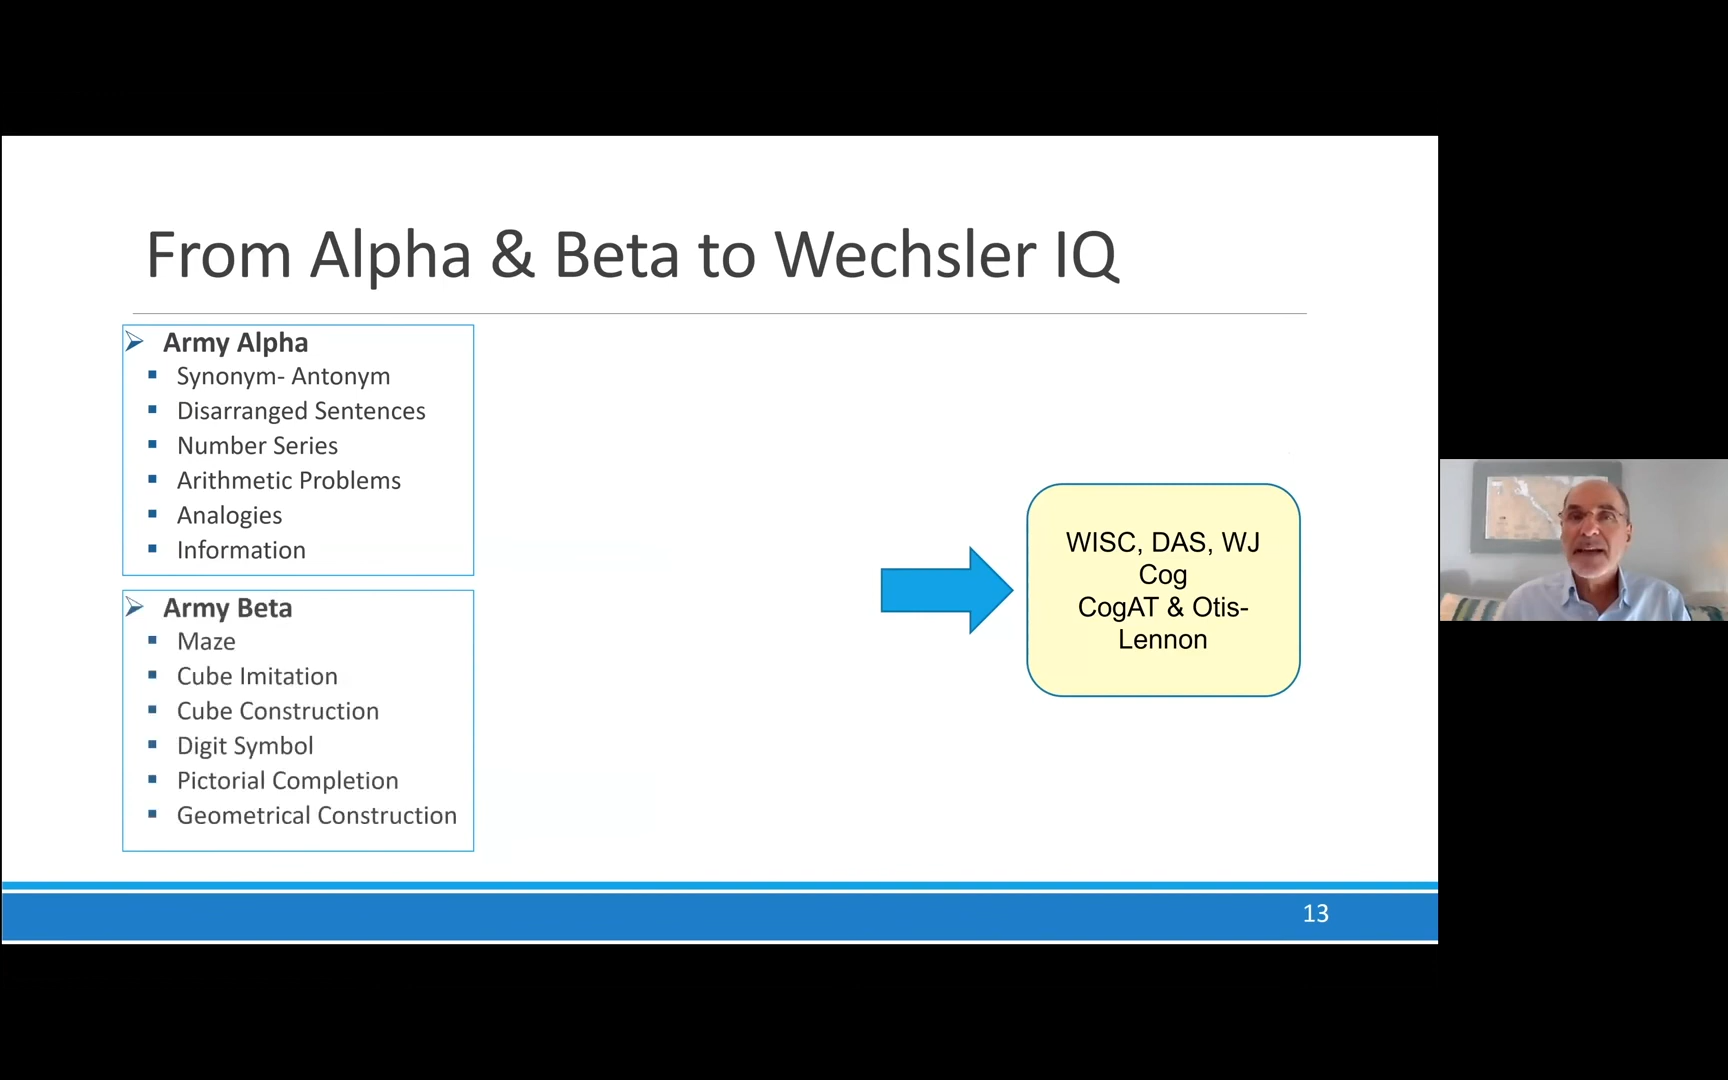 From Alpha & Beta to Wechsler IQ
Army Alpha
Synonym- Antonym
Disarranged Sentences
Number Series
Arithmetic Problems
Analogies
Information
Army Beta
Maze
Cube Imitation
Cube Construction
Digit Symbol
Pictorial Completion
Geometrical Construction
WISC, DAS, WJ
Cog
CogAT & Otis-
Lennon
13